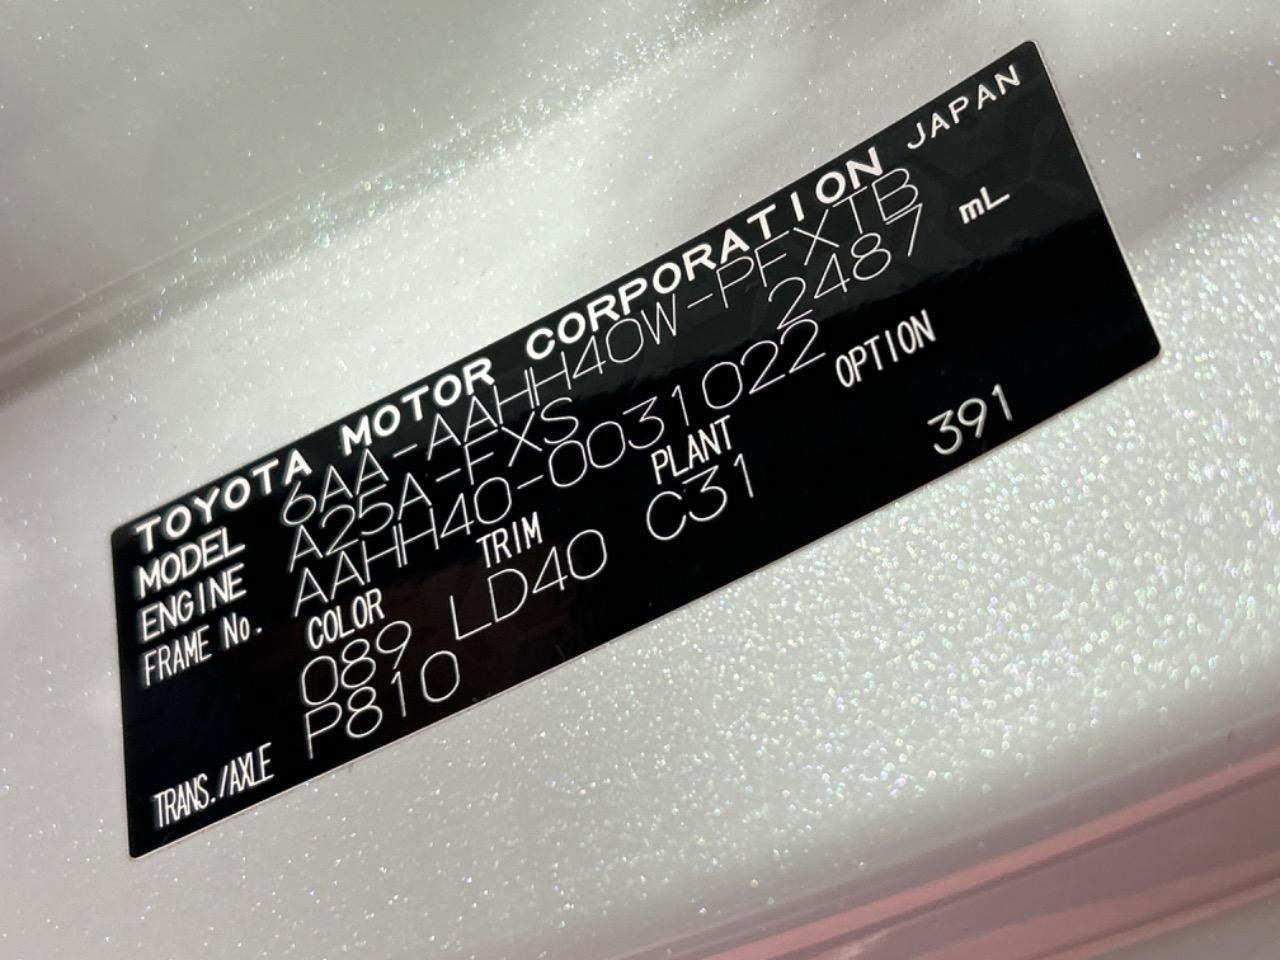 TOYOTA MOTOR CORPORATION JAPAN
MODEL 6AA-AAHH40W-PFXTB
ENGINE A25A-FXS 2487 mL
FRAME No. AAHH40-0031022
COLOR TRIM PLANT OPTION
089 LD40 C31 391
TRANS./AXLE P810